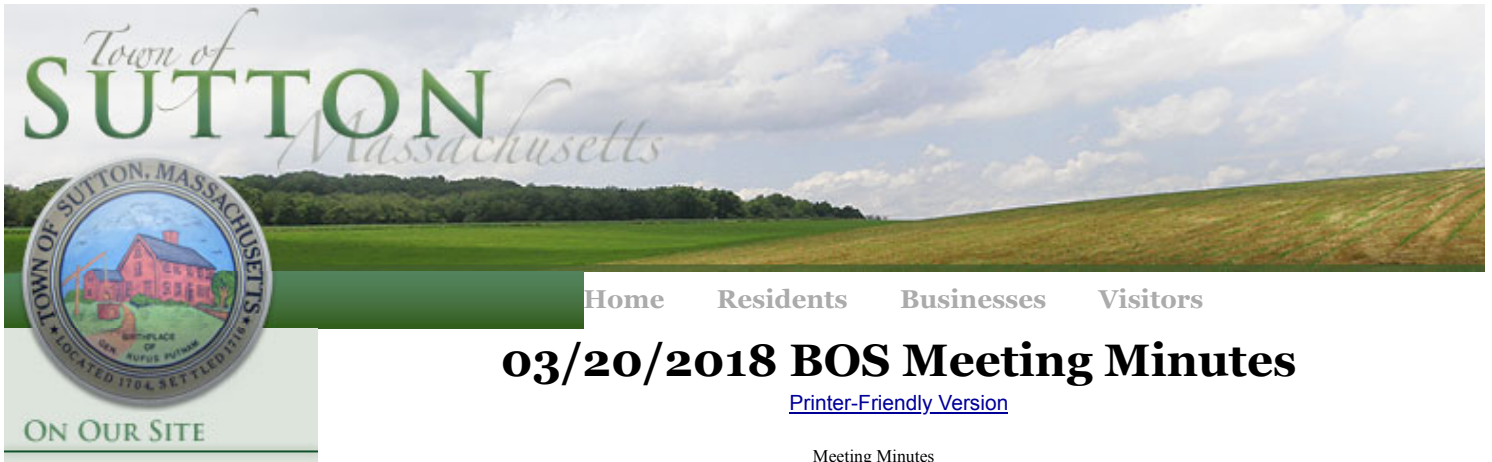 Town of
SUTTON
Massachusetts
TOWN OF SUTTON, MASSACHUSETTS
LOCATED 1704, SETTLED 1716
BIRTHPLACE
OF
GEN. RUFUS PUTNAM
Home Residents Businesses Visitors
03/20/2018 BOS Meeting Minutes
Printer-Friendly Version
ON OUR SITE
Meeting Minutes